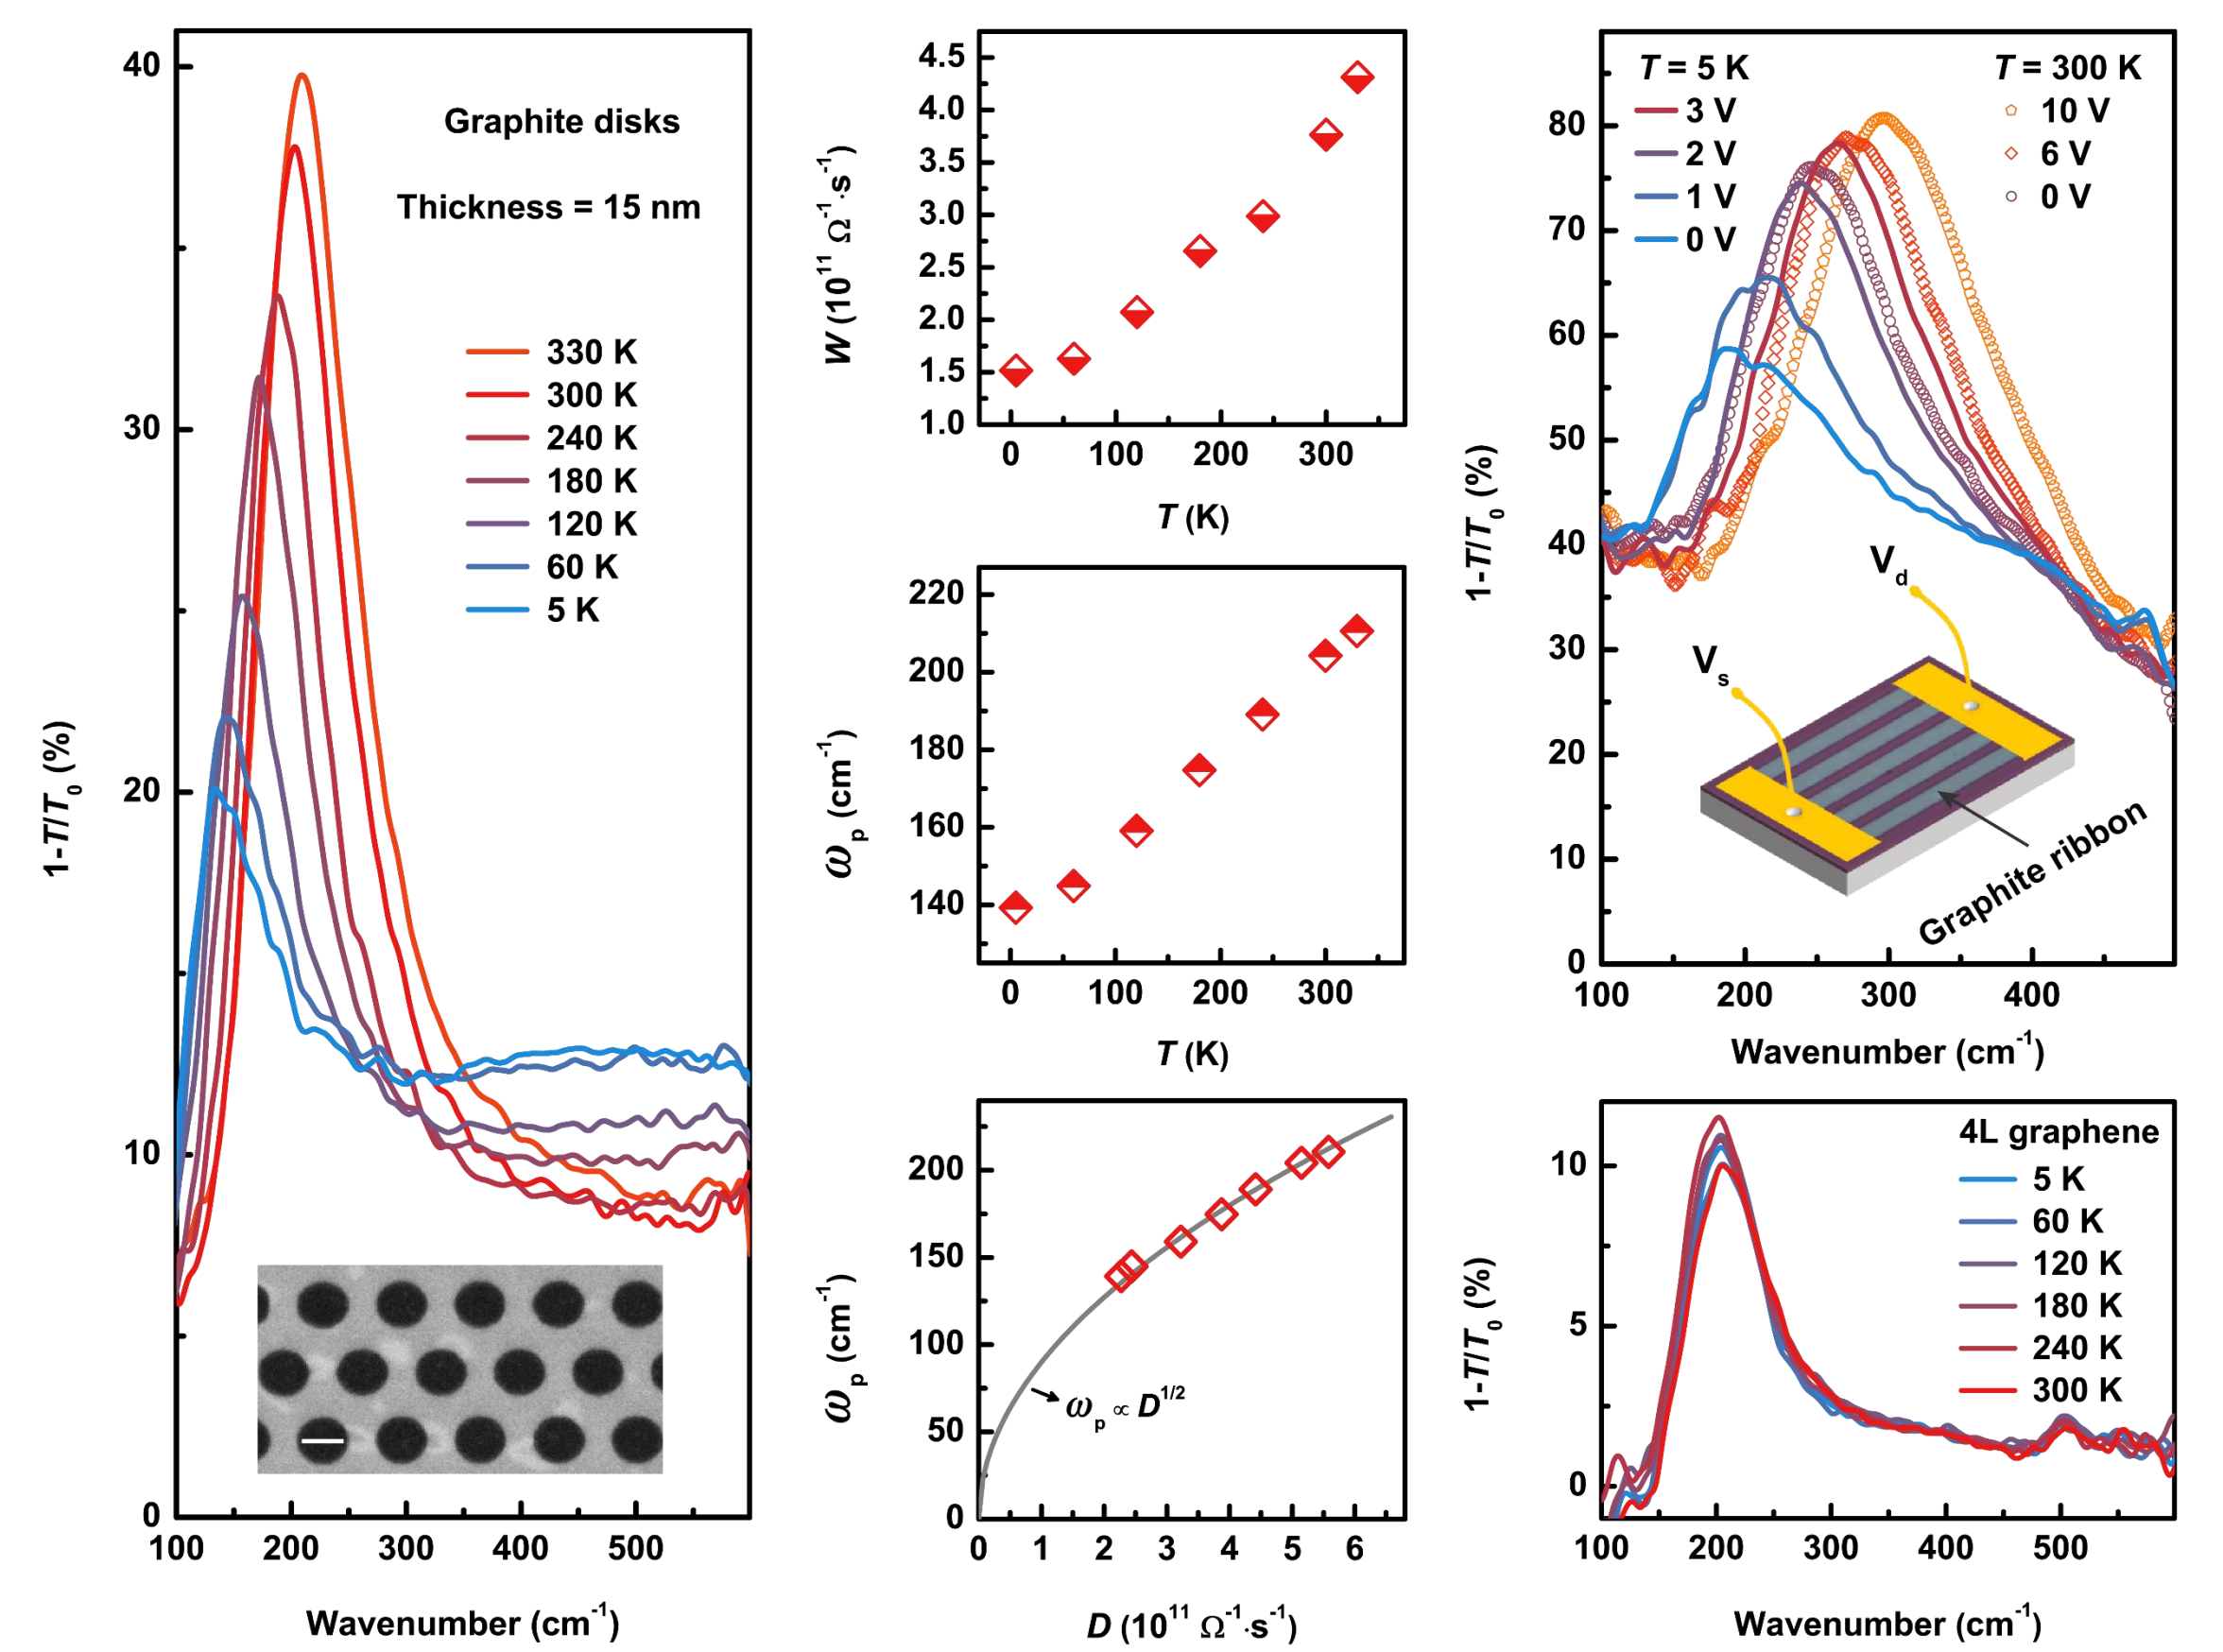 40
30
20
10
0
100 200 300 400 500
1-T/T0 (%)
Wavenumber (cm-1)
Graphite disks
Thickness = 15 nm
330 K
300 K
240 K
180 K
120 K
60 K
5 K
4.5
4.0
3.5
3.0
2.5
2.0
1.5
1.0
0 100 200 300
W (10^11 Ω^-1·s^-1)
T (K)
220
200
180
160
140
0 100 200 300
ωp (cm-1)
T (K)
200
150
100
50
0
0 1 2 3 4 5 6
ωp (cm-1)
ωp ∝ D^1/2
D (10^11 Ω^-1·s^-1)
T = 5 K
3 V
2 V
1 V
0 V
T = 300 K
10 V
6 V
0 V
80
70
60
50
40
30
20
10
0
100 200 300 400
1-T/T0 (%)
Vd
Vs
Graphite ribbon
Wavenumber (cm-1)
4L graphene
5 K
60 K
120 K
180 K
240 K
300 K
10
5
0
100 200 300 400 500
1-T/T0 (%)
Wavenumber (cm-1)